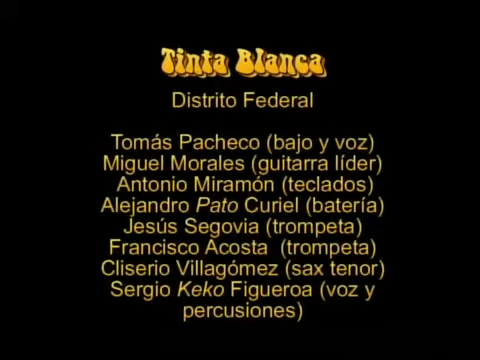 Tinta Blanca
Distrito Federal
Tomás Pacheco (bajo y voz)
Miguel Morales (guitarra líder)
Antonio Miramón (teclados)
Alejandro Pato Curiel (batería)
Jesús Segovia (trompeta)
Francisco Acosta (trompeta)
Cliserio Villagómez (sax tenor)
Sergio Keko Figueroa (voz y
percusiones)